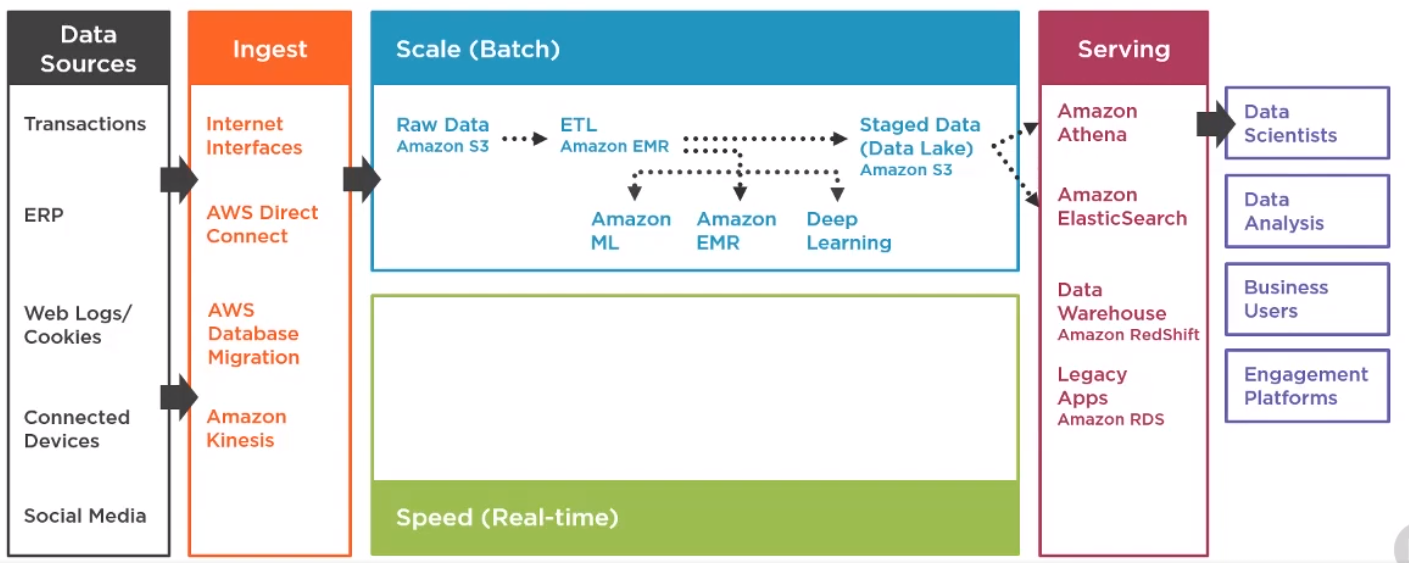 Data
Sources
Transactions
ERP
Web Logs/
Cookies
Connected
Devices
Social Media
Ingest
Internet
Interfaces
AWS Direct
Connect
AWS
Database
Migration
Amazon
Kinesis
Scale (Batch)
Raw Data
Amazon S3
ETL
Amazon EMR
Staged Data
(Data Lake)
Amazon S3
Amazon
ML
Amazon
EMR
Deep
Learning
Speed (Real-time)
Serving
Amazon
Athena
Amazon
ElasticSearch
Data
Warehouse
Amazon RedShift
Legacy
Apps
Amazon RDS
Data
Scientists
Data
Analysis
Business
Users
Engagement
Platforms